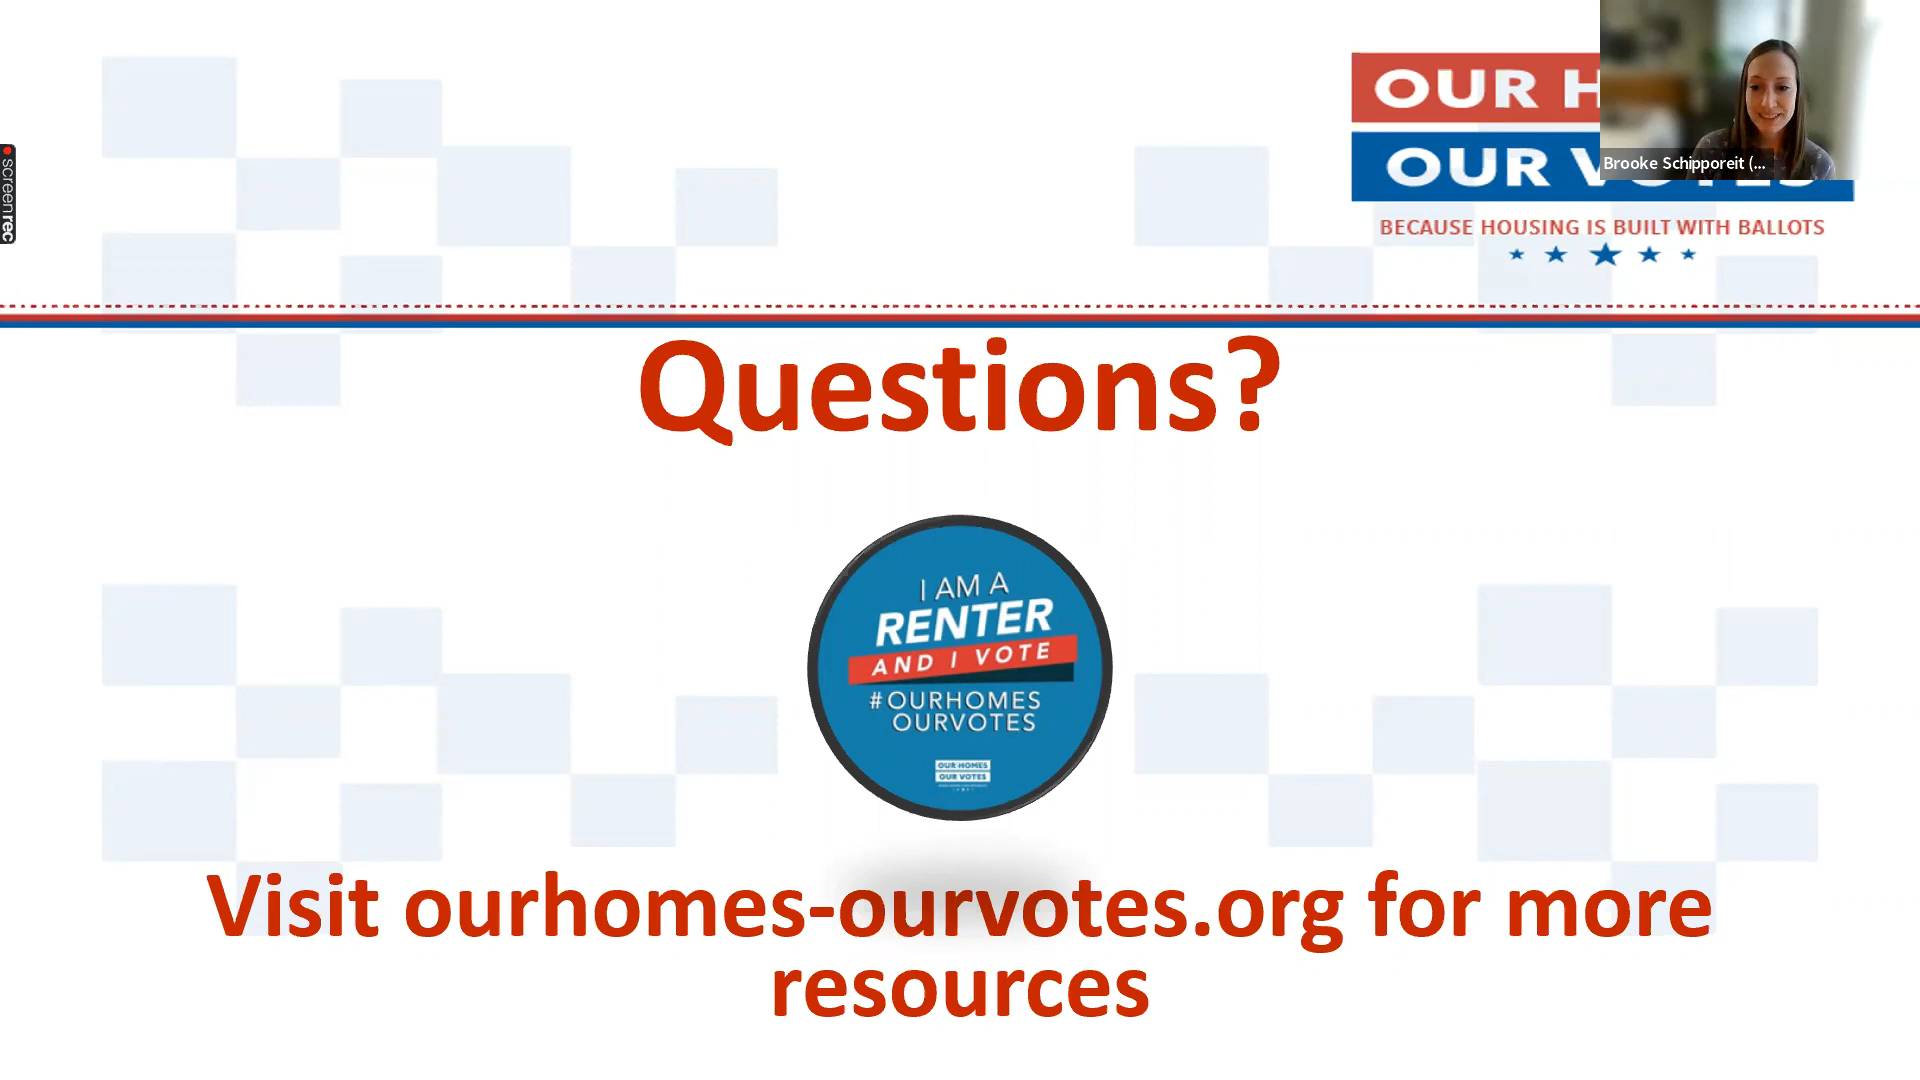 OUR H
OUR VOTES
Brooke Schipporeit (...
BECAUSE HOUSING IS BUILT WITH BALLOTS
screenrec
Questions?
I AM A
RENTER
AND I VOTE
#OURHOMES
OURVOTES
OUR HOMES
OUR VOTES
Visit ourhomes-ourvotes.org for more
resources